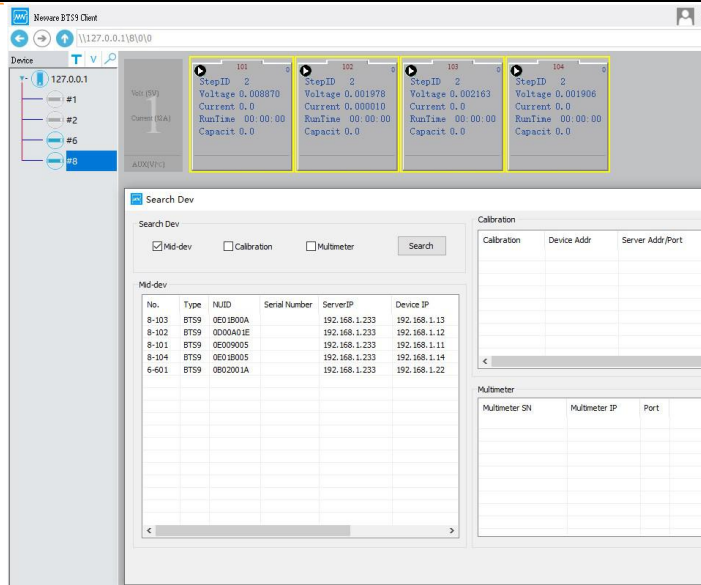 Neware BTS9 Client
\\127.0.0.1\8\0\0
Device T V
127.0.0.1
#1
#2
#6
#8
Volt (5V)
1
AUX(V/°C)
101 0
StepID 2
Voltage 0.008870
Current 0.0
RunTime 00:00:00
Capacit 0.0
102 0
StepID 2
Voltage 0.001978
Current 0.000010
RunTime 00:00:00
Capacit 0.0
103 0
StepID 2
Voltage 0.002163
Current 0.0
RunTime 00:00:00
Capacit 0.0
104 0
StepID 2
Voltage 0.001906
Current 0.0
RunTime 00:00:00
Capacit 0.0
Search Dev
Search Dev
Mid-dev Calibration Multimeter Search
Mid-dev
No. Type NUID Serial Number ServerIP Device IP
8-103 BTS9 0E01B00A 192.168.1.233 192.168.1.13
8-102 BTS9 0D00A01E 192.168.1.233 192.168.1.12
8-101 BTS9 0E009005 192.168.1.233 192.168.1.11
8-104 BTS9 0E01B005 192.168.1.233 192.168.1.14
6-601 BTS9 0B02001A 192.168.1.233 192.168.1.22
Calibration
Calibration Device Addr Server Addr/Port
Multimeter
Multimeter SN Multimeter IP Port